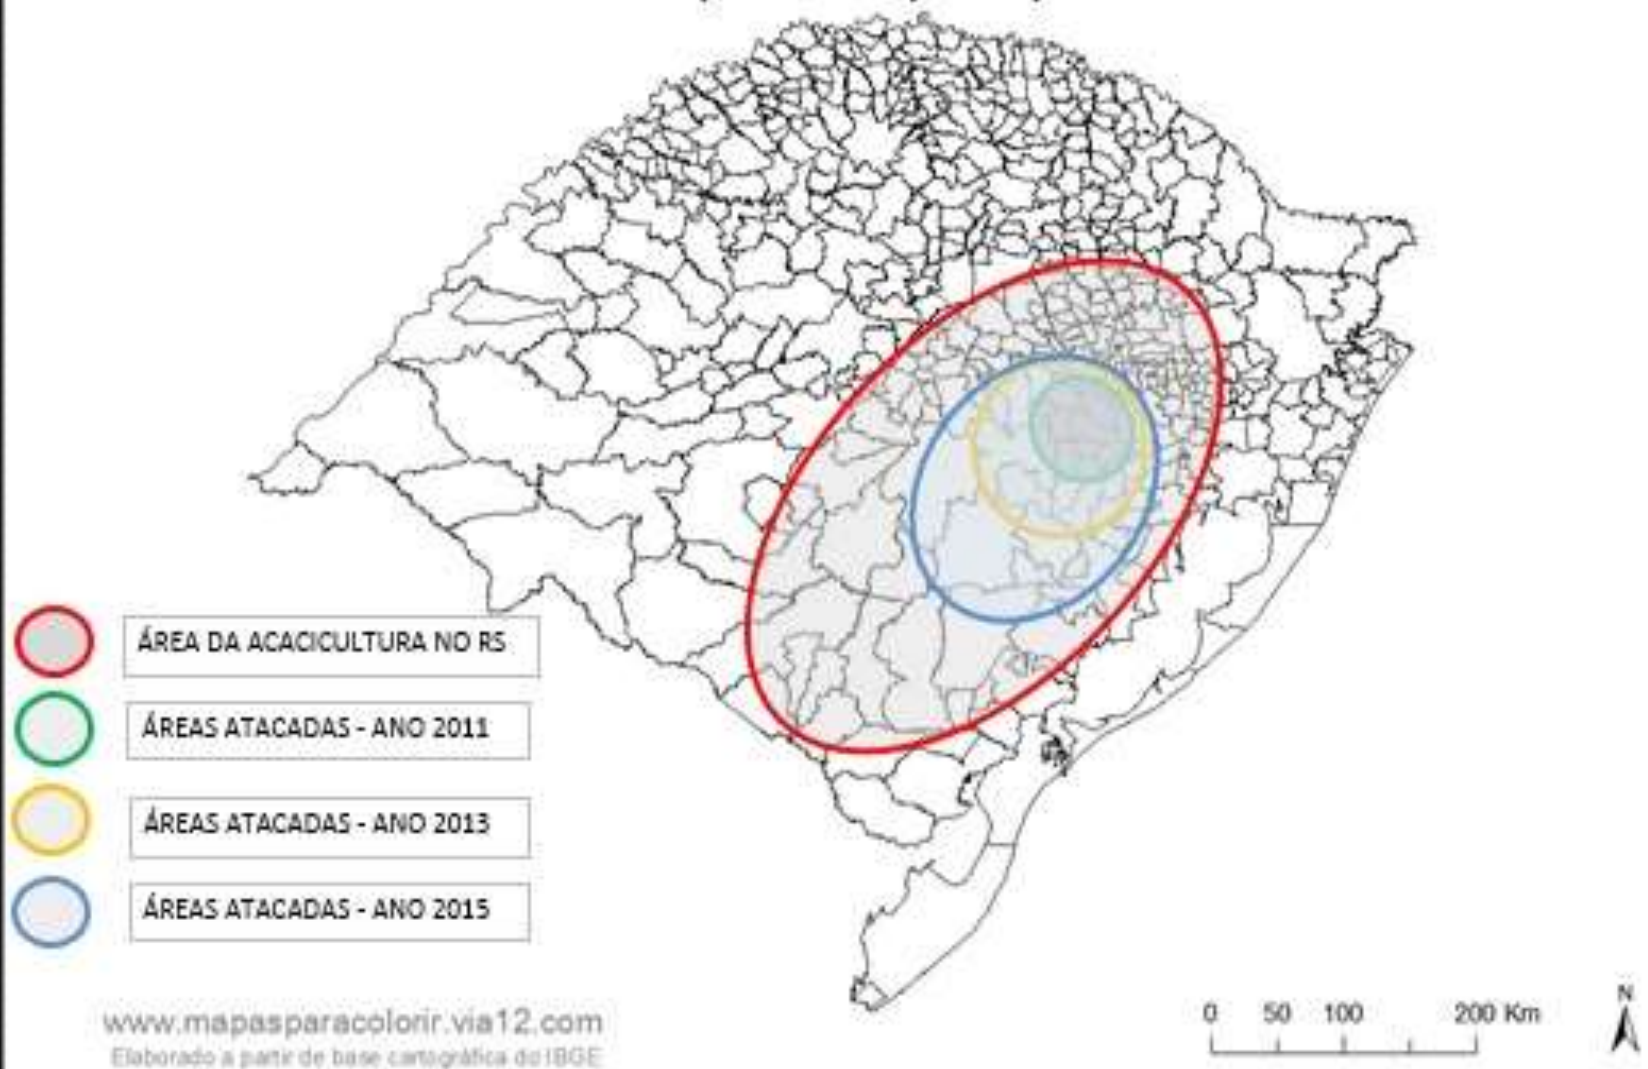 ÁREA DA ACACICULTURA NO RS
ÁREAS ATACADAS - ANO 2011
ÁREAS ATACADAS - ANO 2013
ÁREAS ATACADAS - ANO 2015
www.mapasparacolorir.via12.com
Elaborado a partir de base cartográfica do IBGE
0 50 100 200 Km
N